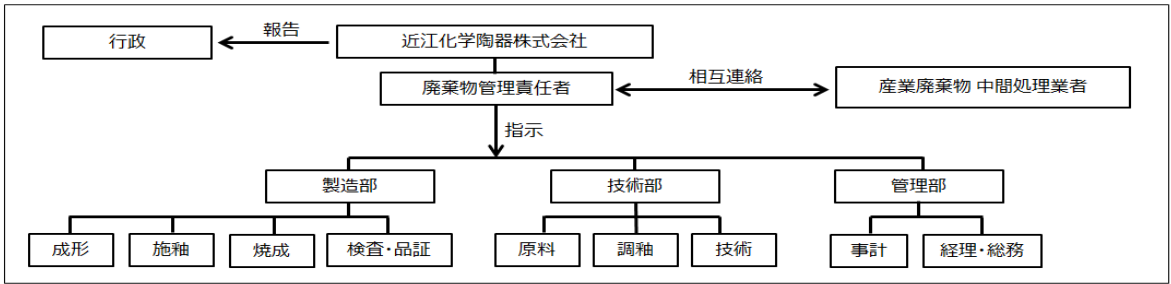 行政
報告
近江化学陶器株式会社
廃棄物管理責任者
相互連絡
産業廃棄物 中間処理業者
指示
製造部
技術部
管理部
成形
施釉
焼成
検査・品証
原料
調釉
技術
事計
経理・総務